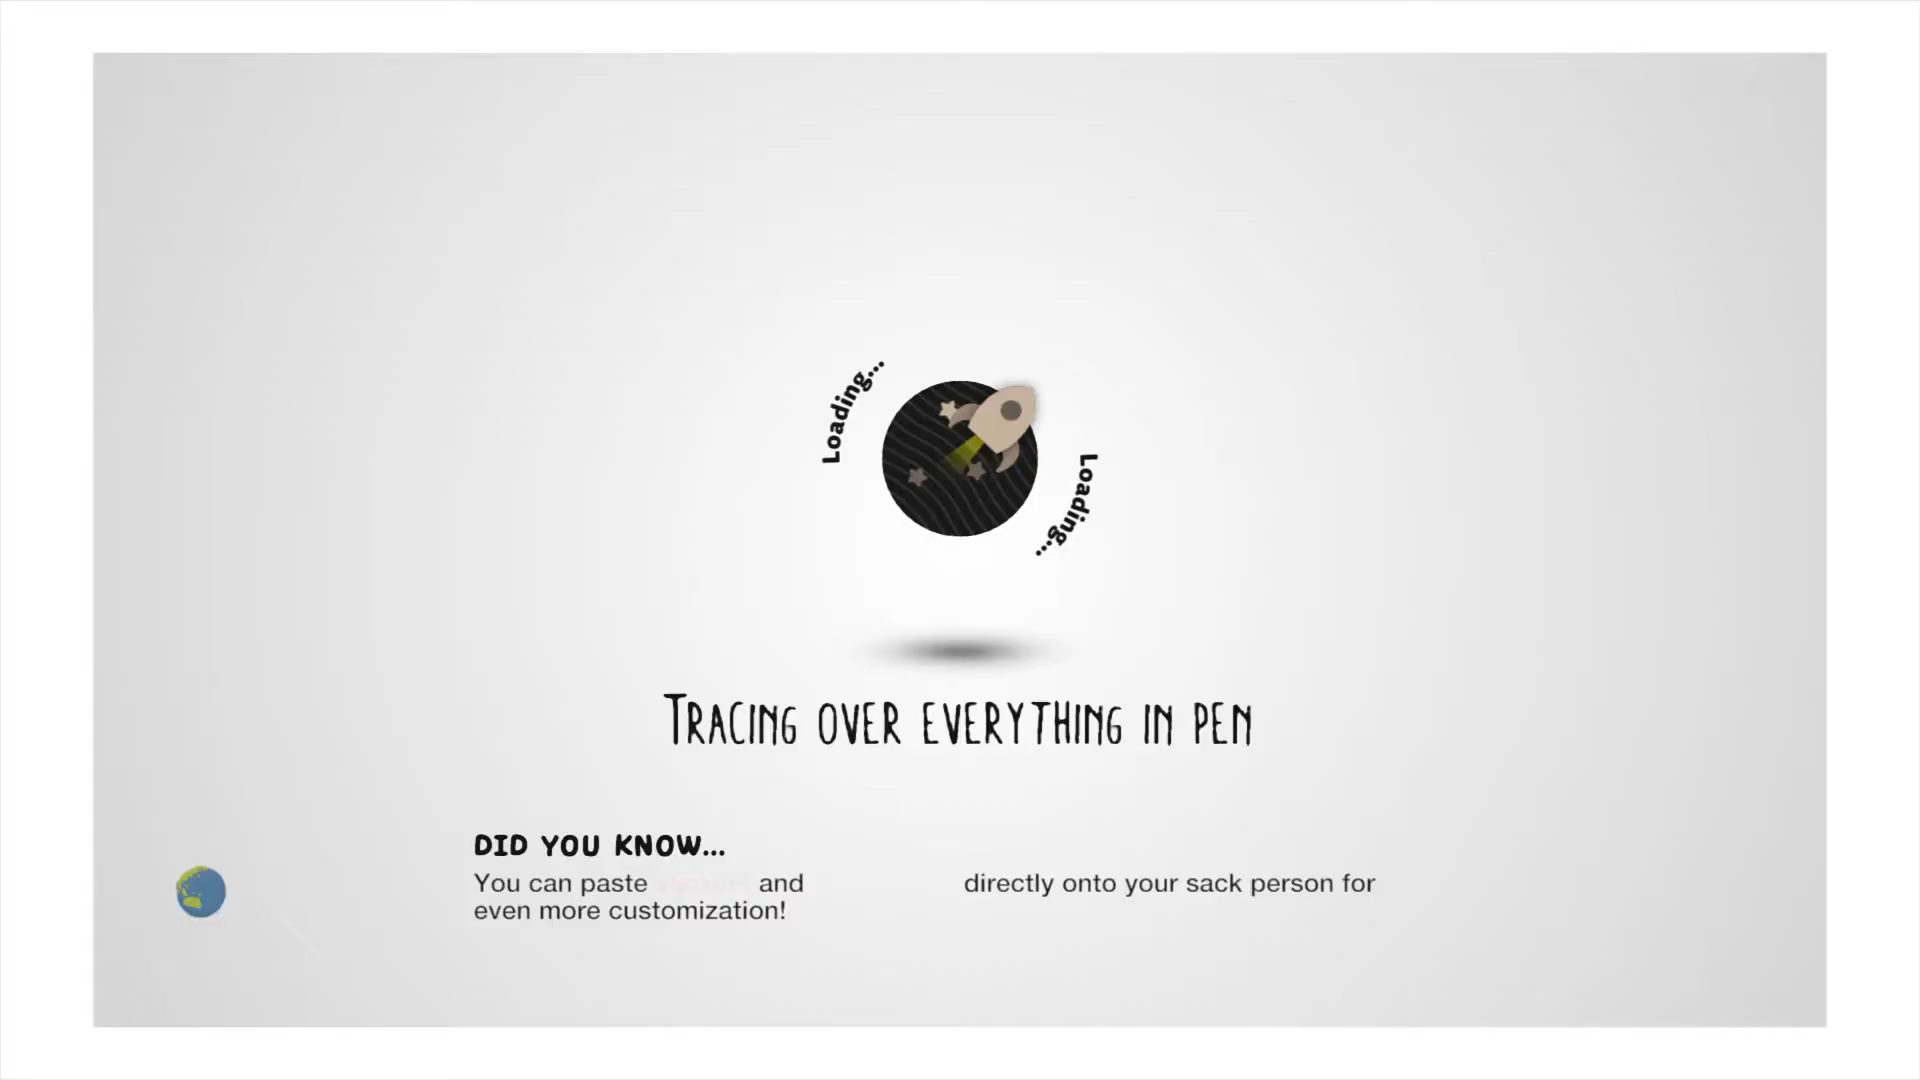 Loading...
Loading...
TRACING OVER EVERYTHING IN PEN
DID YOU KNOW...
You can paste and directly onto your sack person for
even more customization!